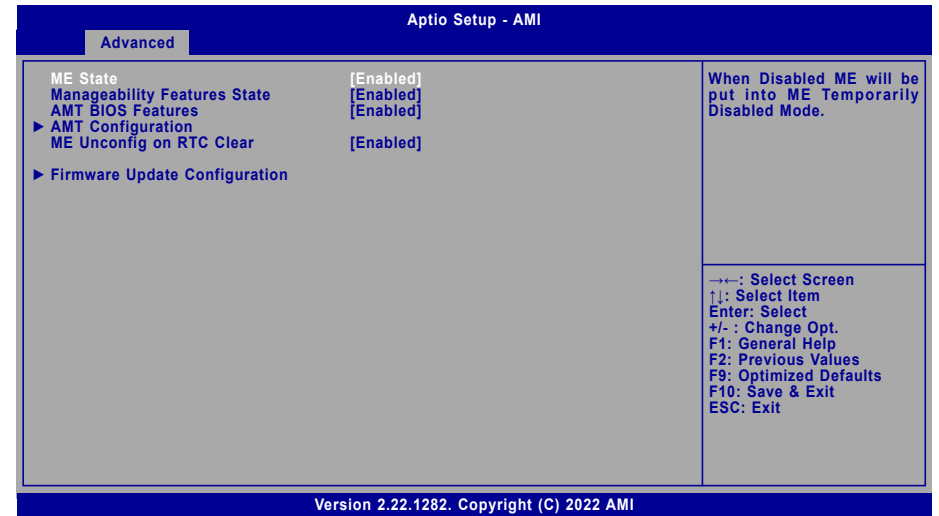 Aptio Setup - AMI
Advanced
ME State [Enabled]
Manageability Features State [Enabled]
AMT BIOS Features [Enabled]
▶ AMT Configuration
ME Unconfig on RTC Clear [Enabled]
▶ Firmware Update Configuration
When Disabled ME will be
put into ME Temporarily
Disabled Mode.
→←: Select Screen
↑↓: Select Item
Enter: Select
+/- : Change Opt.
F1: General Help
F2: Previous Values
F9: Optimized Defaults
F10: Save & Exit
ESC: Exit
Version 2.22.1282. Copyright (C) 2022 AMI